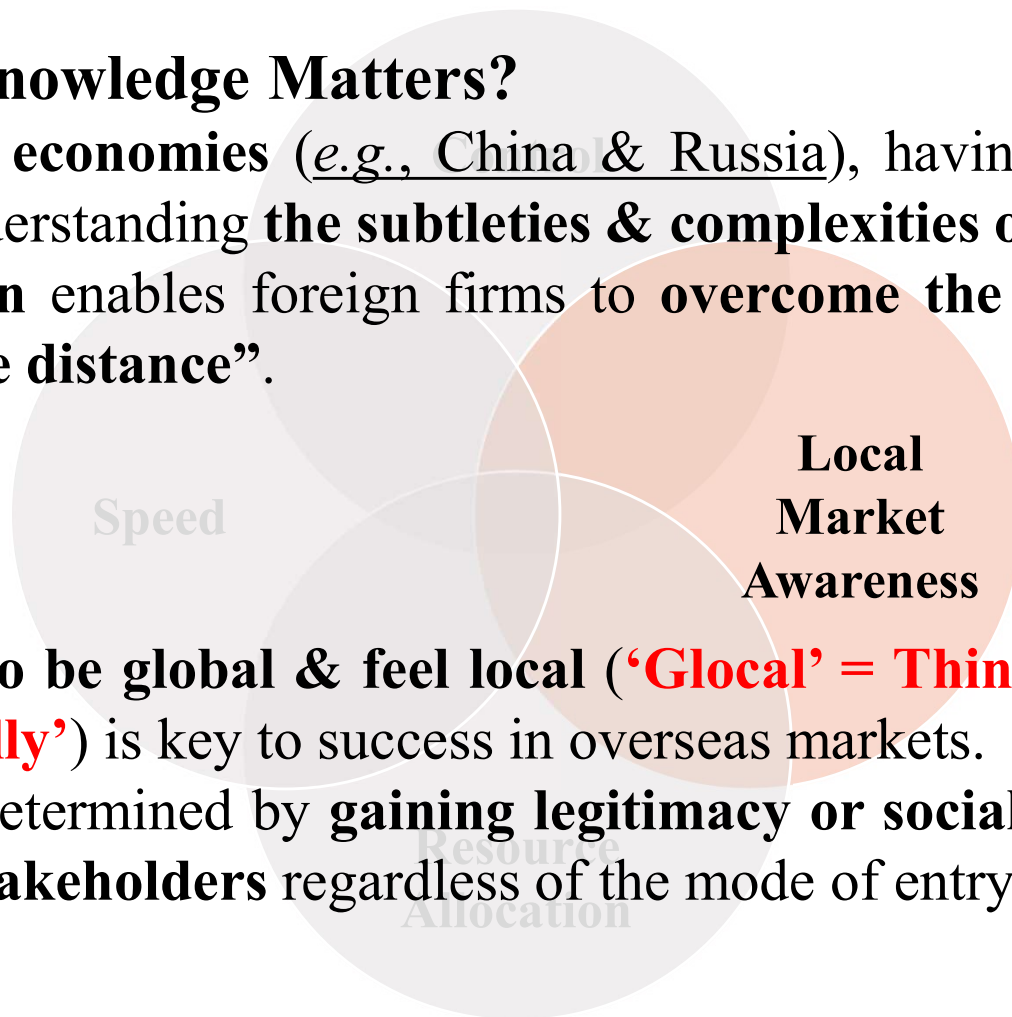 nowledge Matters?
economies (e.g., China & Russia), havin
derstanding the subtleties & complexities o
n enables foreign firms to overcome the
e distance”.
Local
Market
Awareness
Speed
o be global & feel local (‘Glocal’ = Thin
lly’) is key to success in overseas markets.
etermined by gaining legitimacy or social
akeholders regardless of the mode of entry
Resource
Allocation